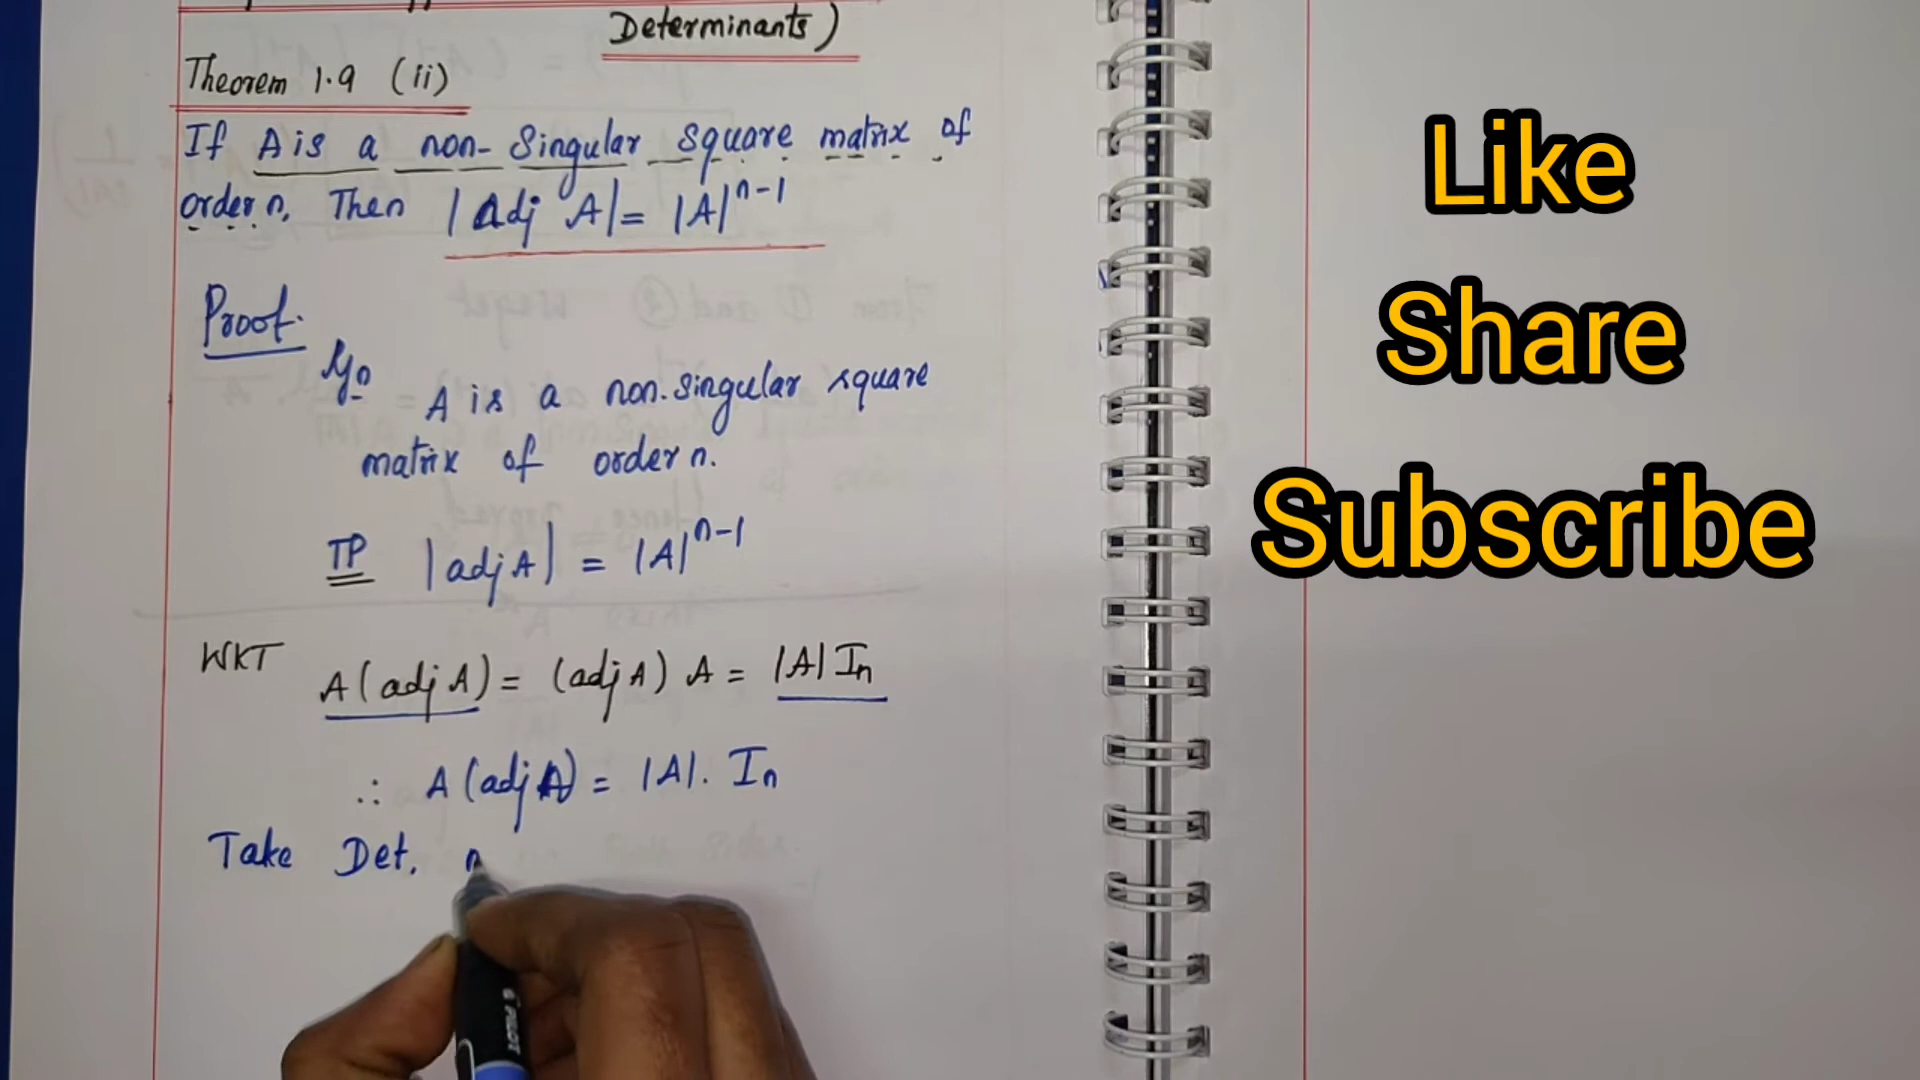 Determinants)
Theorem 1.9 (ii)
If A is a non-Singular square matrix of
order n, Then |Adj A| = |A|^{n-1}
Proof.
A is a non.singular square
matrix of order n.
TP |adj A| = |A|^{n-1}
WKT A(adj A) = (adj A) A = |A| In
∴ A(adj A) = |A|. In
Take Det.
Like
Share
Subscribe
PILOT